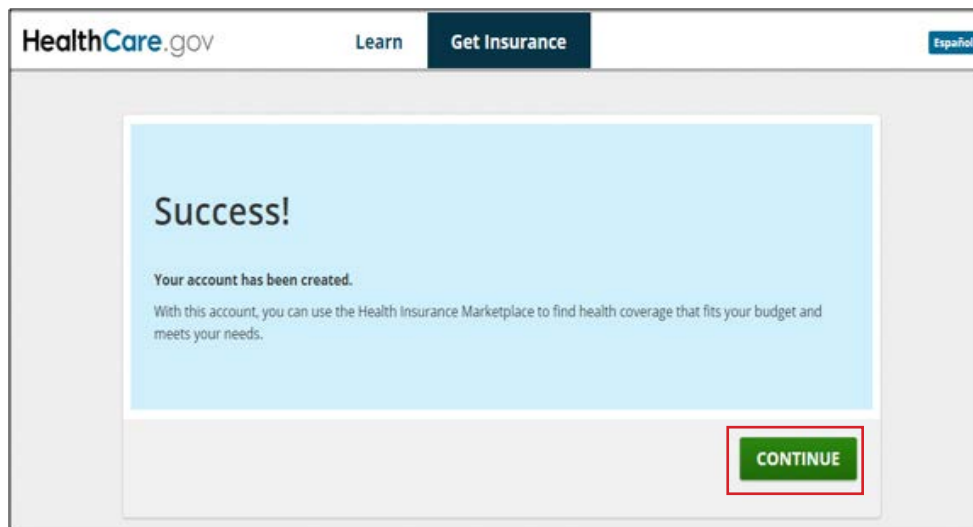 HealthCare.gov Learn Get Insurance Español
Success!
Your account has been created.
With this account, you can use the Health Insurance Marketplace to find health coverage that fits your budget and
meets your needs.
CONTINUE